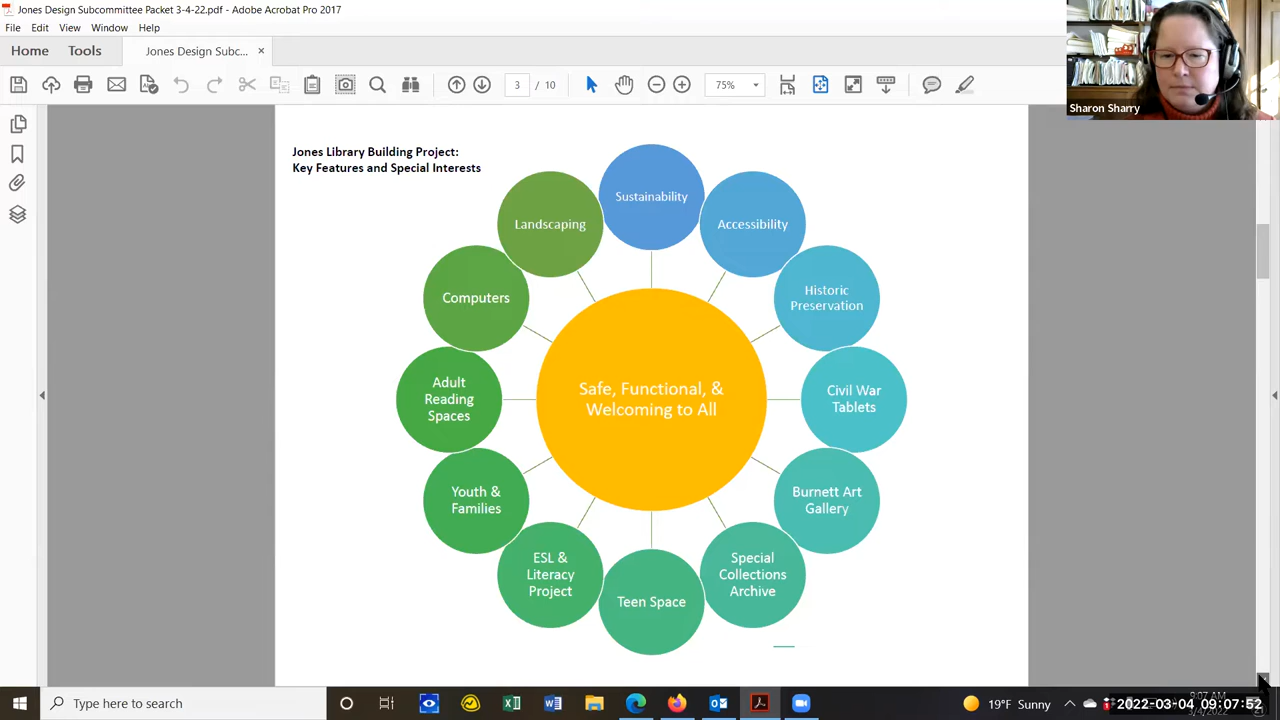 Jones Design Subcommittee Packet 3-4-22.pdf - Adobe Acrobat Pro 2017
File Edit View Window Help
Home Tools Jones Design Subc... ×
3 / 10 75%
Sharon Sharry
Jones Library Building Project:
Key Features and Special Interests
Sustainability
Landscaping
Accessibility
Computers
Historic
Preservation
Adult
Reading
Spaces
Safe, Functional, &
Welcoming to All
Civil War
Tablets
Youth &
Families
Burnett Art
Gallery
ESL &
Literacy
Project
Teen Space
Special
Collections
Archive
Type here to search
19°F Sunny
9:07 AM
2022-03-04 09:07:52